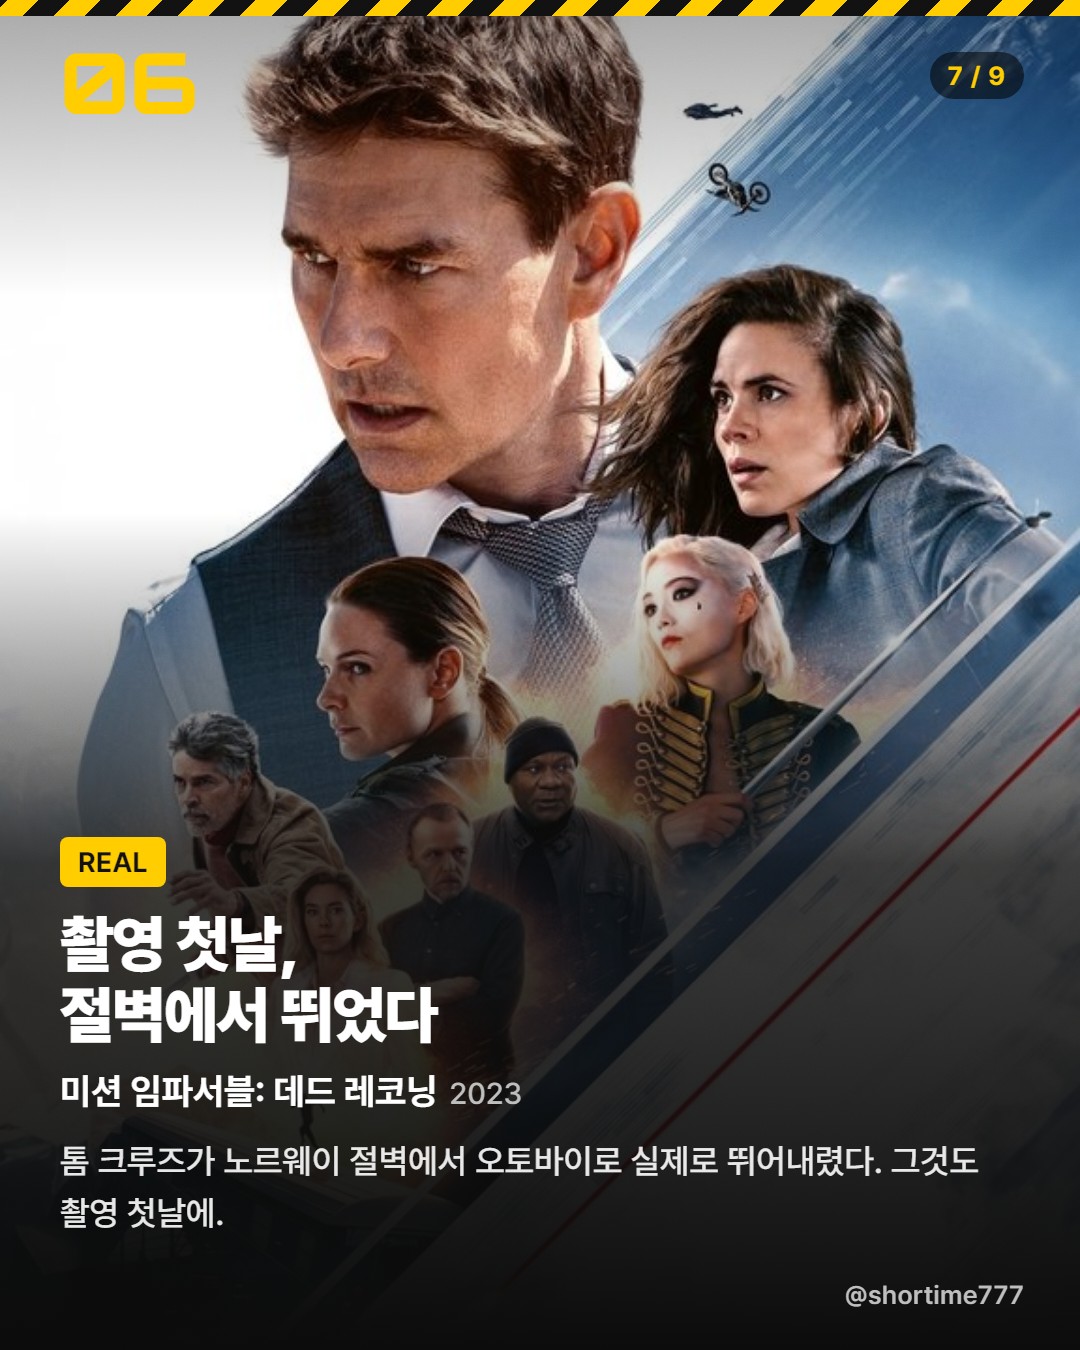 06
7 / 9
REAL
촬영 첫날,
절벽에서 뛰었다
미션 임파서블: 데드 레코닝 2023
톰 크루즈가 노르웨이 절벽에서 오토바이로 실제로 뛰어내렸다. 그것도
촬영 첫날에.
@shortime777